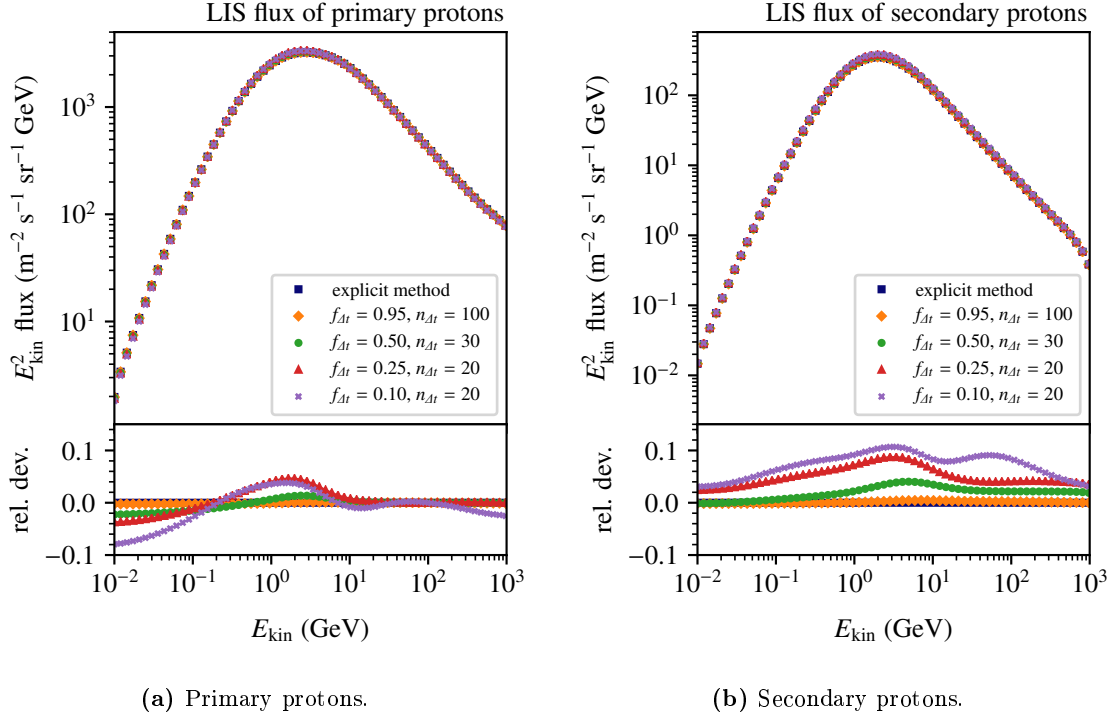 LIS flux of primary protons
E²kin flux (m⁻² s⁻¹ sr⁻¹ GeV)
10³
10²
10¹
explicit method
fΔt = 0.95, nΔt = 100
fΔt = 0.50, nΔt = 30
fΔt = 0.25, nΔt = 20
fΔt = 0.10, nΔt = 20
rel. dev.
0.1
0.0
−0.1
10⁻² 10⁻¹ 10⁰ 10¹ 10² 10³
Ekin (GeV)
(a) Primary protons.
LIS flux of secondary protons
E²kin flux (m⁻² s⁻¹ sr⁻¹ GeV)
10²
10¹
10⁰
10⁻¹
10⁻²
explicit method
fΔt = 0.95, nΔt = 100
fΔt = 0.50, nΔt = 30
fΔt = 0.25, nΔt = 20
fΔt = 0.10, nΔt = 20
rel. dev.
0.1
0.0
−0.1
10⁻² 10⁻¹ 10⁰ 10¹ 10² 10³
Ekin (GeV)
(b) Secondary protons.